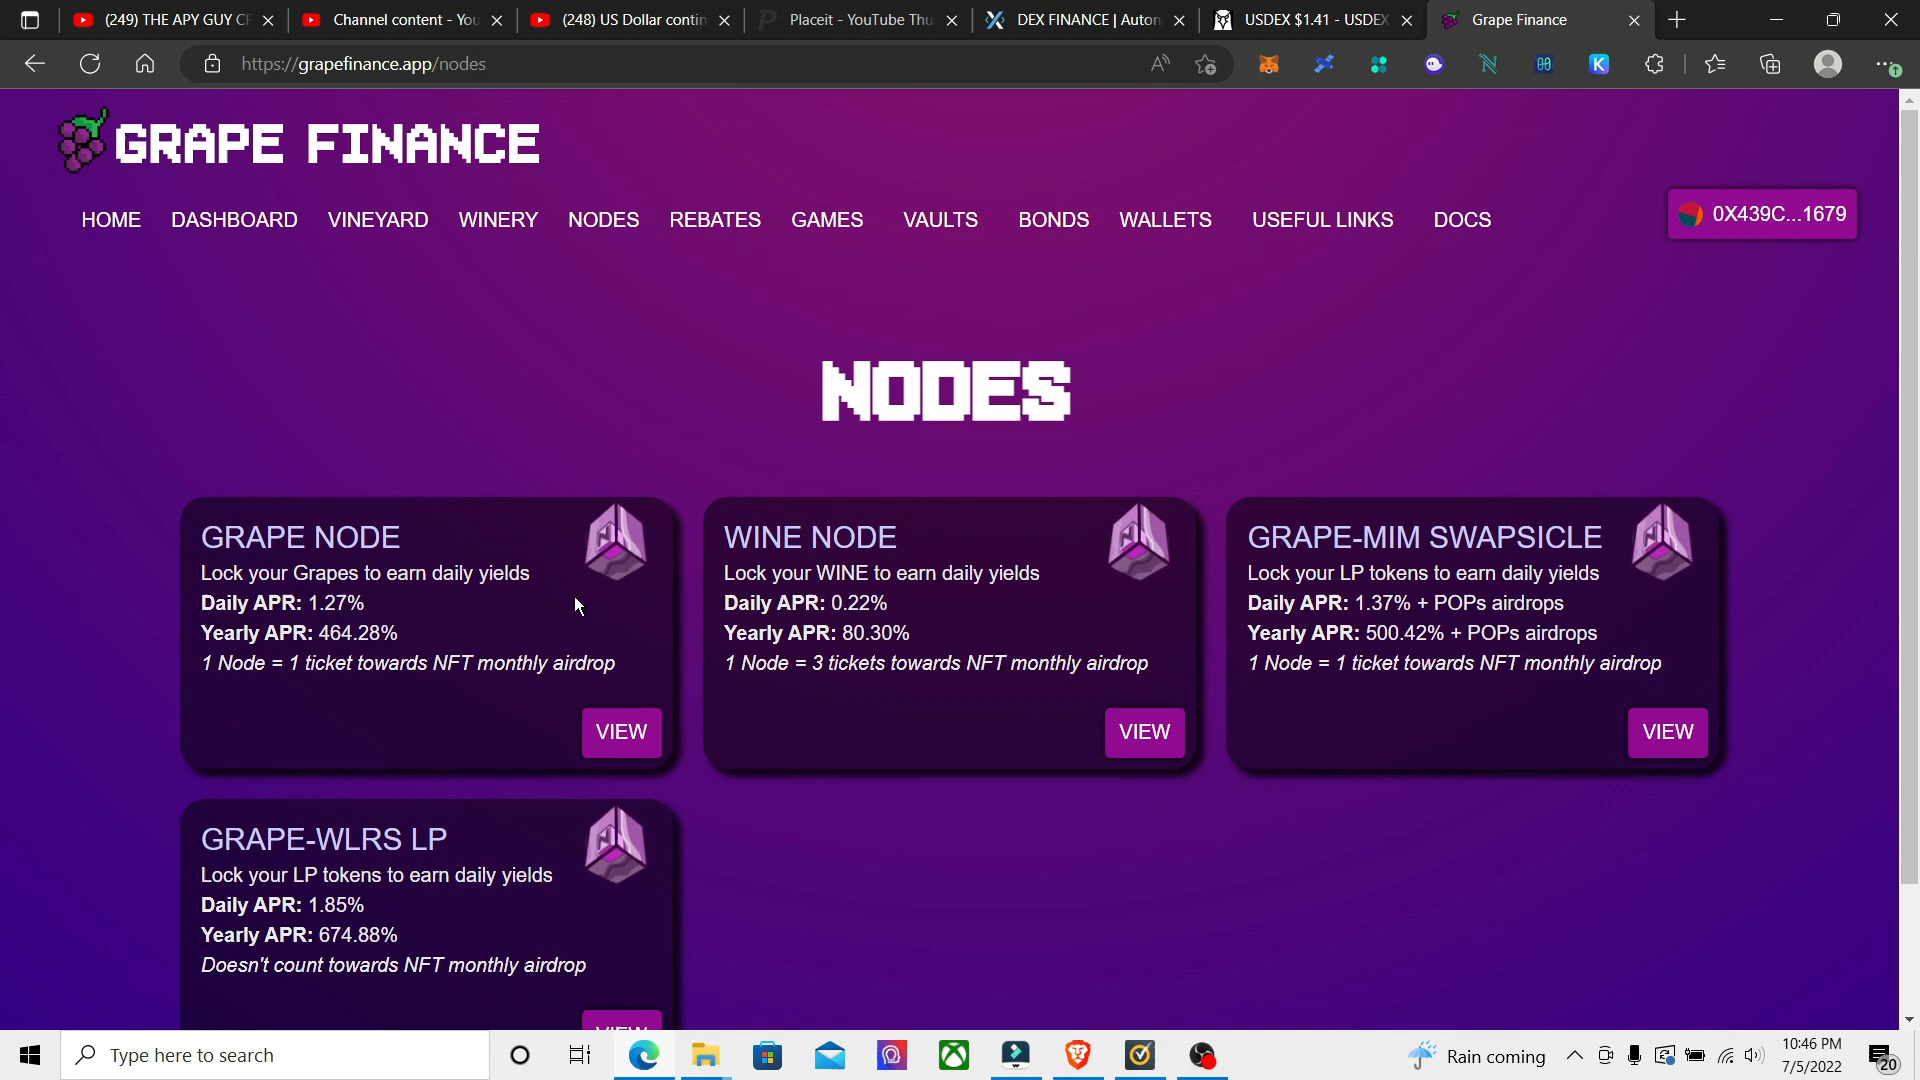 (249) THE APY GUY CR
Channel content - You
(248) US Dollar contin
Placeit - YouTube Thu
DEX FINANCE | Auton
USDEX $1.41 - USDEX
Grape Finance
https://grapefinance.app/nodes
GRAPE FINANCE
HOME DASHBOARD VINEYARD WINERY NODES REBATES GAMES VAULTS BONDS WALLETS USEFUL LINKS DOCS
0X439C...1679
NODES
GRAPE NODE
Lock your Grapes to earn daily yields
Daily APR: 1.27%
Yearly APR: 464.28%
1 Node = 1 ticket towards NFT monthly airdrop
VIEW
WINE NODE
Lock your WINE to earn daily yields
Daily APR: 0.22%
Yearly APR: 80.30%
1 Node = 3 tickets towards NFT monthly airdrop
VIEW
GRAPE-MIM SWAPSICLE
Lock your LP tokens to earn daily yields
Daily APR: 1.37% + POPs airdrops
Yearly APR: 500.42% + POPs airdrops
1 Node = 1 ticket towards NFT monthly airdrop
VIEW
GRAPE-WLRS LP
Lock your LP tokens to earn daily yields
Daily APR: 1.85%
Yearly APR: 674.88%
Doesn't count towards NFT monthly airdrop
VIEW
Type here to search
Rain coming
10:46 PM
7/5/2022
20